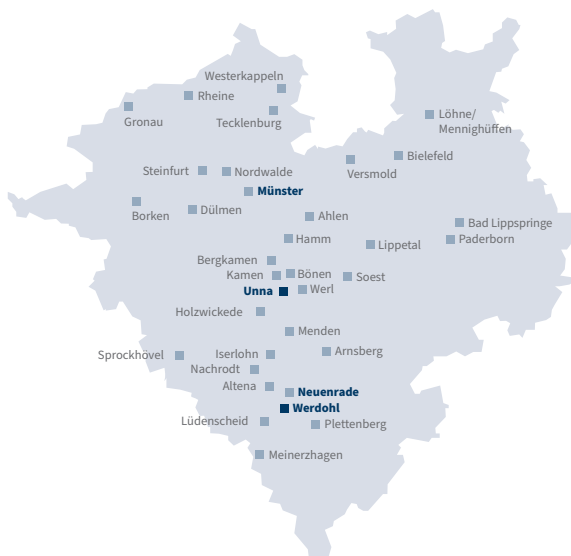 Westerkappeln
Rheine
Gronau
Tecklenburg
Löhne/
Mennighüffen
Bielefeld
Versmold
Steinfurt
Nordwalde
Münster
Borken
Dülmen
Ahlen
Bad Lippspringe
Hamm
Lippetal
Paderborn
Bergkamen
Kamen
Bönen
Soest
Unna
Werl
Holzwickede
Menden
Sprockhövel
Iserlohn
Arnsberg
Nachrodt
Altena
Neuenrade
Werdohl
Lüdenscheid
Plettenberg
Meinerzhagen